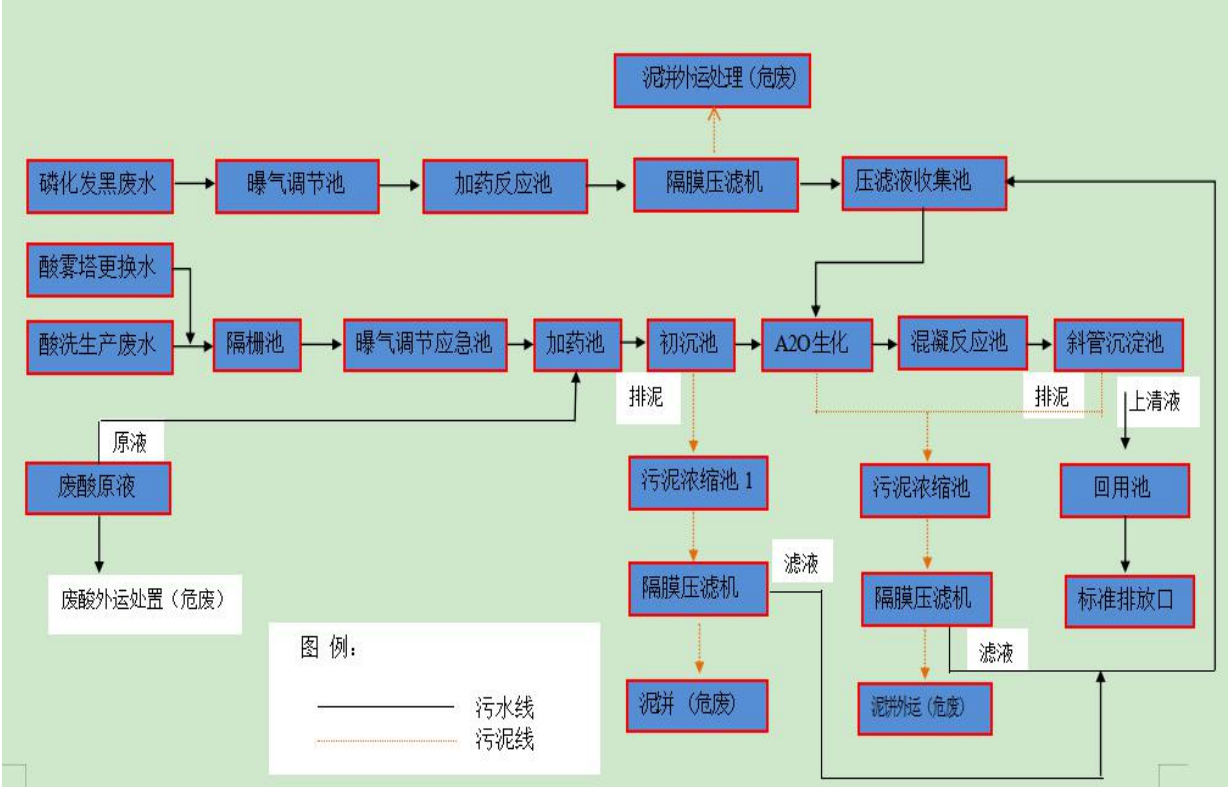 泥饼外运处理（危废）
磷化发黑废水
曝气调节池
加药反应池
隔膜压滤机
压滤液收集池
酸雾塔更换水
酸洗生产废水
隔栅池
曝气调节应急池
加药池
初沉池
A2O生化
混凝反应池
斜管沉淀池
排泥
排泥
上清液
原液
废酸原液
污泥浓缩池 1
污泥浓缩池
回用池
滤液
废酸外运处置（危废）
隔膜压滤机
隔膜压滤机
标准排放口
图 例：
滤液
污水线
污泥线
泥饼 （危废）
泥饼外运（危废）